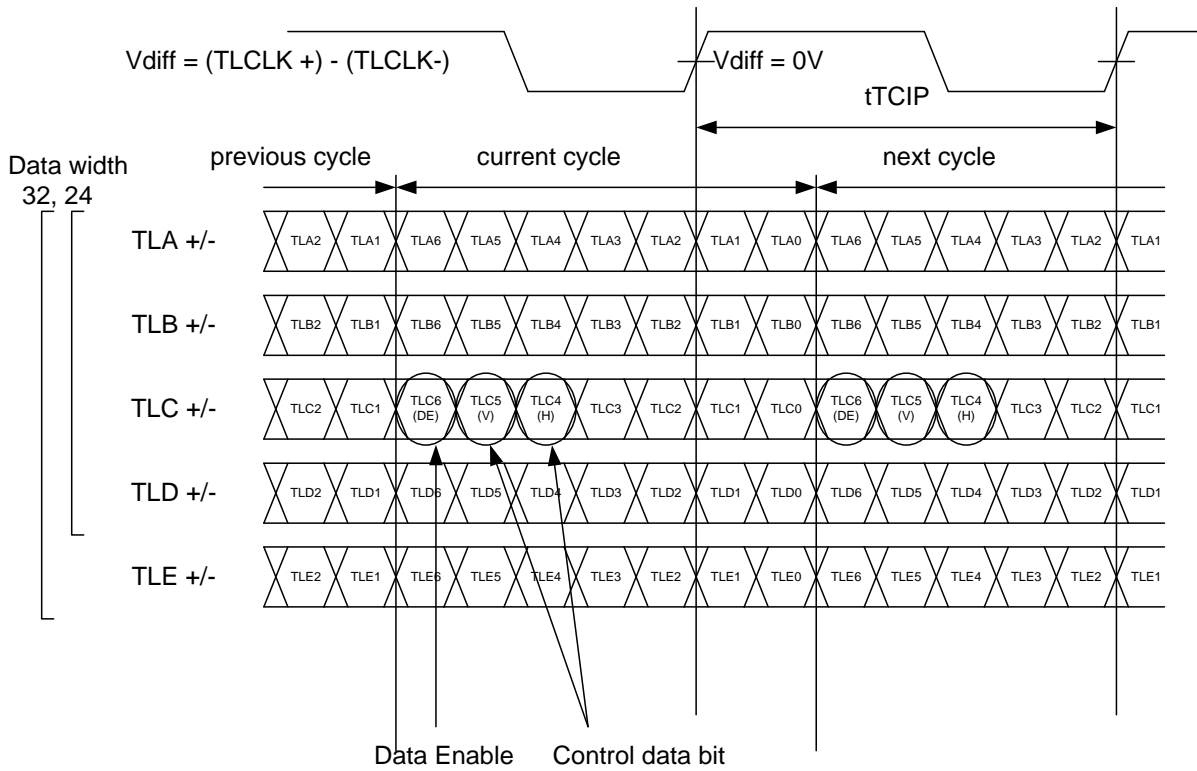 Vdiff = (TLCLK +) - (TLCLK-)
Vdiff = 0V
tTCIP
previous cycle
current cycle
next cycle
Data width
32, 24
TLA +/-
TLA2 TLA1 TLA6 TLA5 TLA4 TLA3 TLA2 TLA1 TLA0 TLA6 TLA5 TLA4 TLA3 TLA2 TLA1
TLB +/-
TLB2 TLB1 TLB6 TLB5 TLB4 TLB3 TLB2 TLB1 TLB0 TLB6 TLB5 TLB4 TLB3 TLB2 TLB1
TLC +/-
TLC2 TLC1 TLC6 (DE) TLC5 (V) TLC4 (H) TLC3 TLC2 TLC1 TLC0 TLC6 (DE) TLC5 (V) TLC4 (H) TLC3 TLC2 TLC1
TLD +/-
TLD2 TLD1 TLD6 TLD5 TLD4 TLD3 TLD2 TLD1 TLD0 TLD6 TLD5 TLD4 TLD3 TLD2 TLD1
TLE +/-
TLE2 TLE1 TLE6 TLE5 TLE4 TLE3 TLE2 TLE1 TLE0 TLE6 TLE5 TLE4 TLE3 TLE2 TLE1
Data Enable
Control data bit